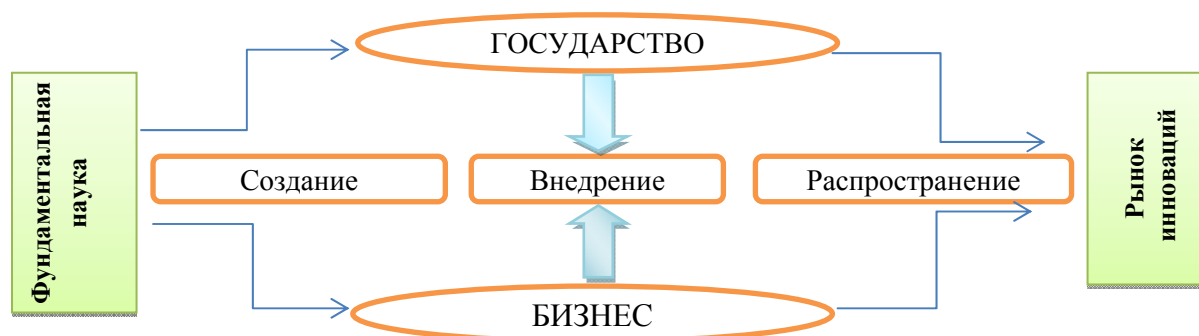 ГОСУДАРСТВО
Фундаментальная
наука
Создание
Внедрение
Распространение
Рынок
инноваций
БИЗНЕС